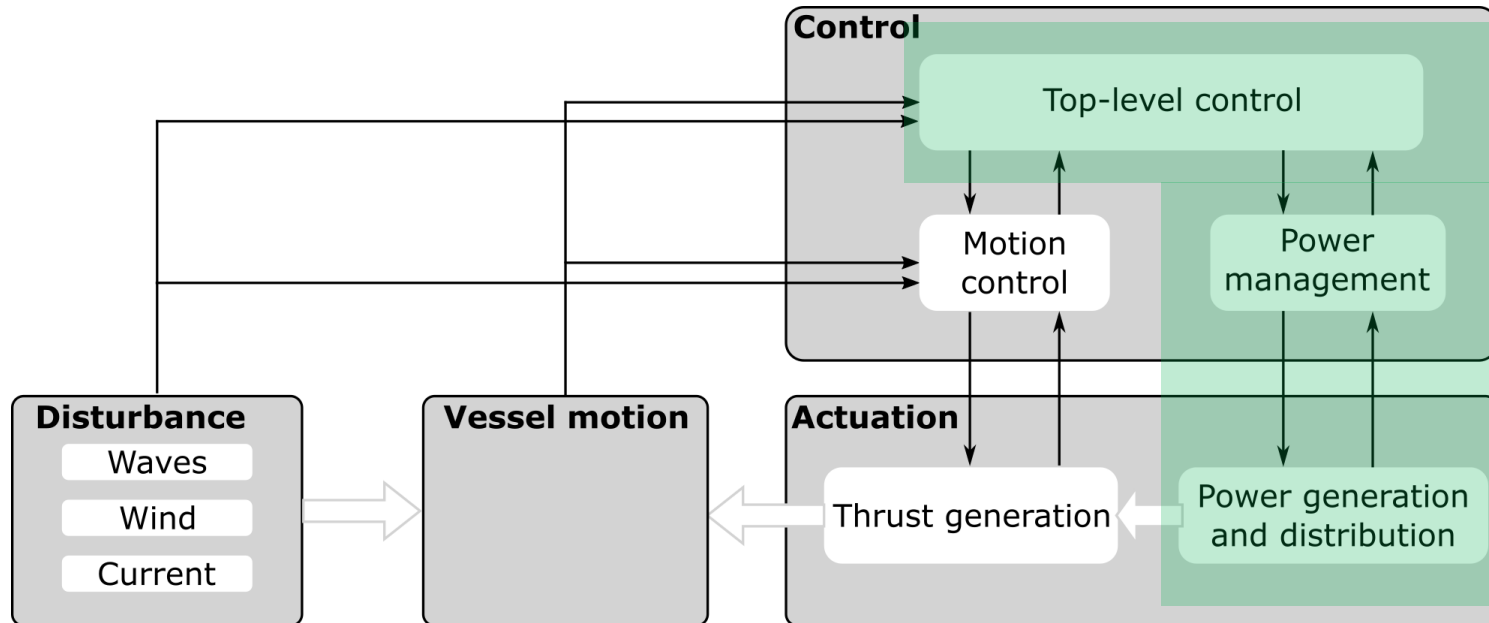 Control
Top-level control
Motion
control
Power
management
Disturbance
Waves
Wind
Current
Vessel motion
Actuation
Thrust generation
Power generation
and distribution